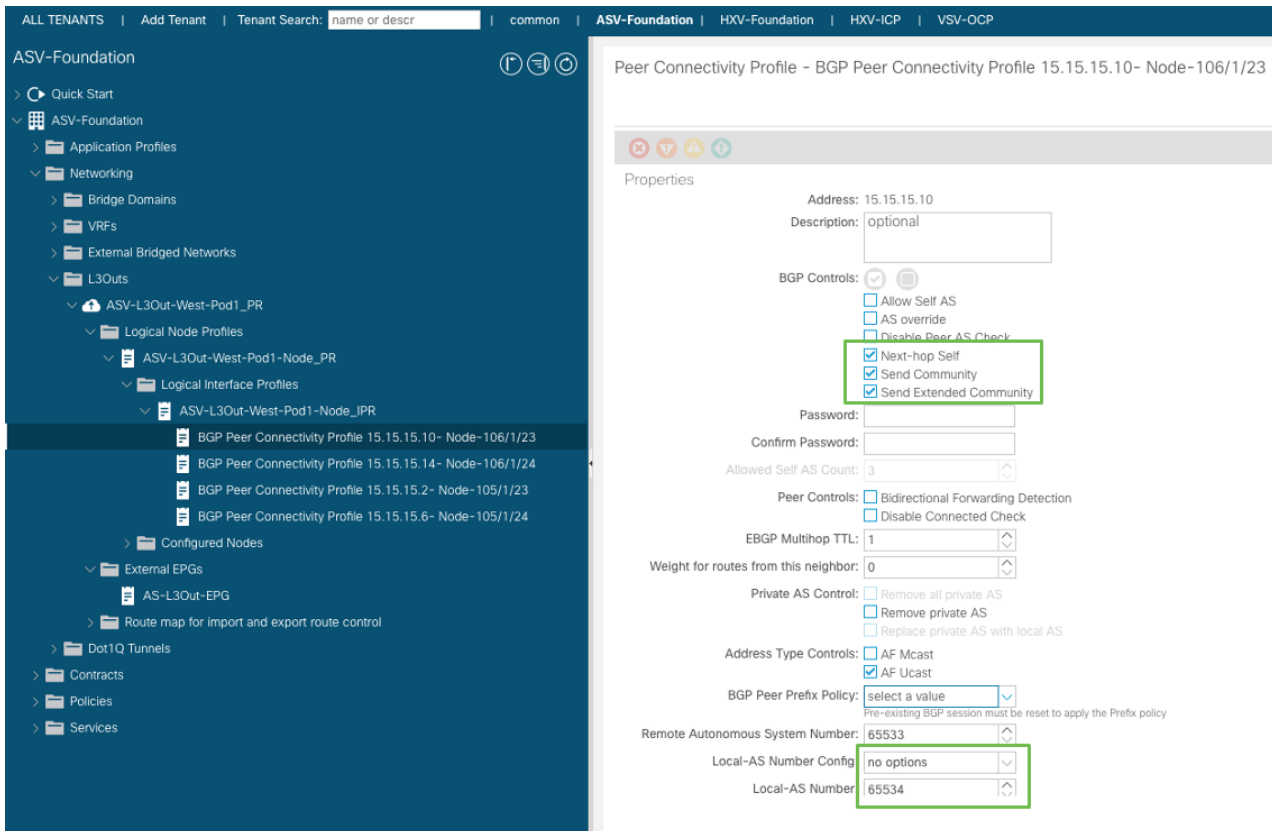 ALL TENANTS | Add Tenant | Tenant Search: name or descr | common | ASV-Foundation | HXV-Foundation | HXV-ICP | VSV-OCP
ASV-Foundation
Quick Start
ASV-Foundation
Application Profiles
Networking
Bridge Domains
VRFs
External Bridged Networks
L3Outs
ASV-L3Out-West-Pod1_PR
Logical Node Profiles
ASV-L3Out-West-Pod1-Node_PR
Logical Interface Profiles
ASV-L3Out-West-Pod1-Node_IPR
BGP Peer Connectivity Profile 15.15.15.10- Node-106/1/23
BGP Peer Connectivity Profile 15.15.15.14- Node-106/1/24
BGP Peer Connectivity Profile 15.15.15.2- Node-105/1/23
BGP Peer Connectivity Profile 15.15.15.6- Node-105/1/24
Configured Nodes
External EPGs
AS-L3Out-EPG
Route map for import and export route control
Dot1Q Tunnels
Contracts
Policies
Services
Peer Connectivity Profile - BGP Peer Connectivity Profile 15.15.15.10- Node-106/1/23
Properties
Address: 15.15.15.10
Description: optional
BGP Controls:
Allow Self AS
AS override
Disable Peer AS Check
Next-hop Self
Send Community
Send Extended Community
Password:
Confirm Password:
Allowed Self AS Count: 3
Peer Controls: Bidirectional Forwarding Detection
Disable Connected Check
EBGP Multihop TTL: 1
Weight for routes from this neighbor: 0
Private AS Control: Remove all private AS
Remove private AS
Replace private AS with local AS
Address Type Controls: AF Mcast
AF Ucast
BGP Peer Prefix Policy: select a value
Pre-existing BGP session must be reset to apply the Prefix policy
Remote Autonomous System Number: 65533
Local-AS Number Config: no options
Local-AS Number 65534